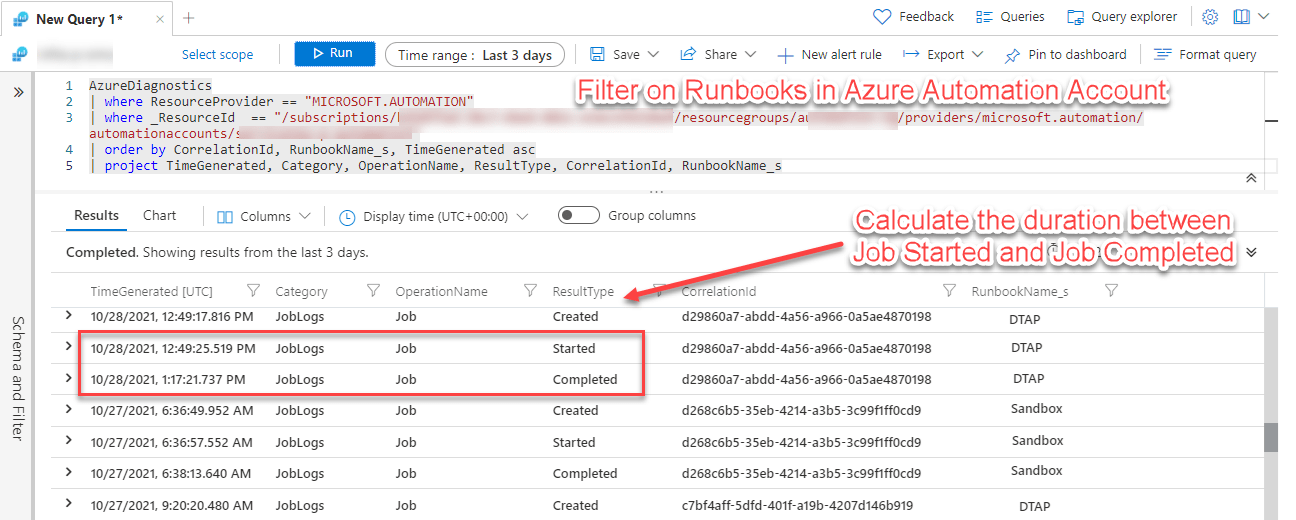 New Query 1*
Feedback Queries Query explorer
Select scope Run Time range : Last 3 days Save Share New alert rule Export Pin to dashboard Format query
Filter on Runbooks in Azure Automation Account
1 AzureDiagnostics
2 | where ResourceProvider == "MICROSOFT.AUTOMATION"
3 | where _ResourceId == "/subscriptions/ /resourcegroups/au /providers/microsoft.automation/
automationaccounts/s
4 | order by CorrelationId, RunbookName_s, TimeGenerated asc
5 | project TimeGenerated, Category, OperationName, ResultType, CorrelationId, RunbookName_s
Results Chart Columns Display time (UTC+00:00) Group columns
Calculate the duration between
Job Started and Job Completed
Completed. Showing results from the last 3 days.
TimeGenerated [UTC] Category OperationName ResultType CorrelationId RunbookName_s
10/28/2021, 12:49:17.816 PM JobLogs Job Created d29860a7-abdd-4a56-a966-0a5ae4870198 DTAP
10/28/2021, 12:49:25.519 PM JobLogs Job Started d29860a7-abdd-4a56-a966-0a5ae4870198 DTAP
10/28/2021, 1:17:21.737 PM JobLogs Job Completed d29860a7-abdd-4a56-a966-0a5ae4870198 DTAP
10/27/2021, 6:36:49.952 AM JobLogs Job Created d268c6b5-35eb-4214-a3b5-3c99f1ff0cd9 Sandbox
10/27/2021, 6:36:57.552 AM JobLogs Job Started d268c6b5-35eb-4214-a3b5-3c99f1ff0cd9 Sandbox
10/27/2021, 6:38:13.640 AM JobLogs Job Completed d268c6b5-35eb-4214-a3b5-3c99f1ff0cd9 Sandbox
10/27/2021, 9:20:20.480 AM JobLogs Job Created c7bf4aff-5dfd-401f-a19b-4207d146b919 DTAP
Schema and Filter